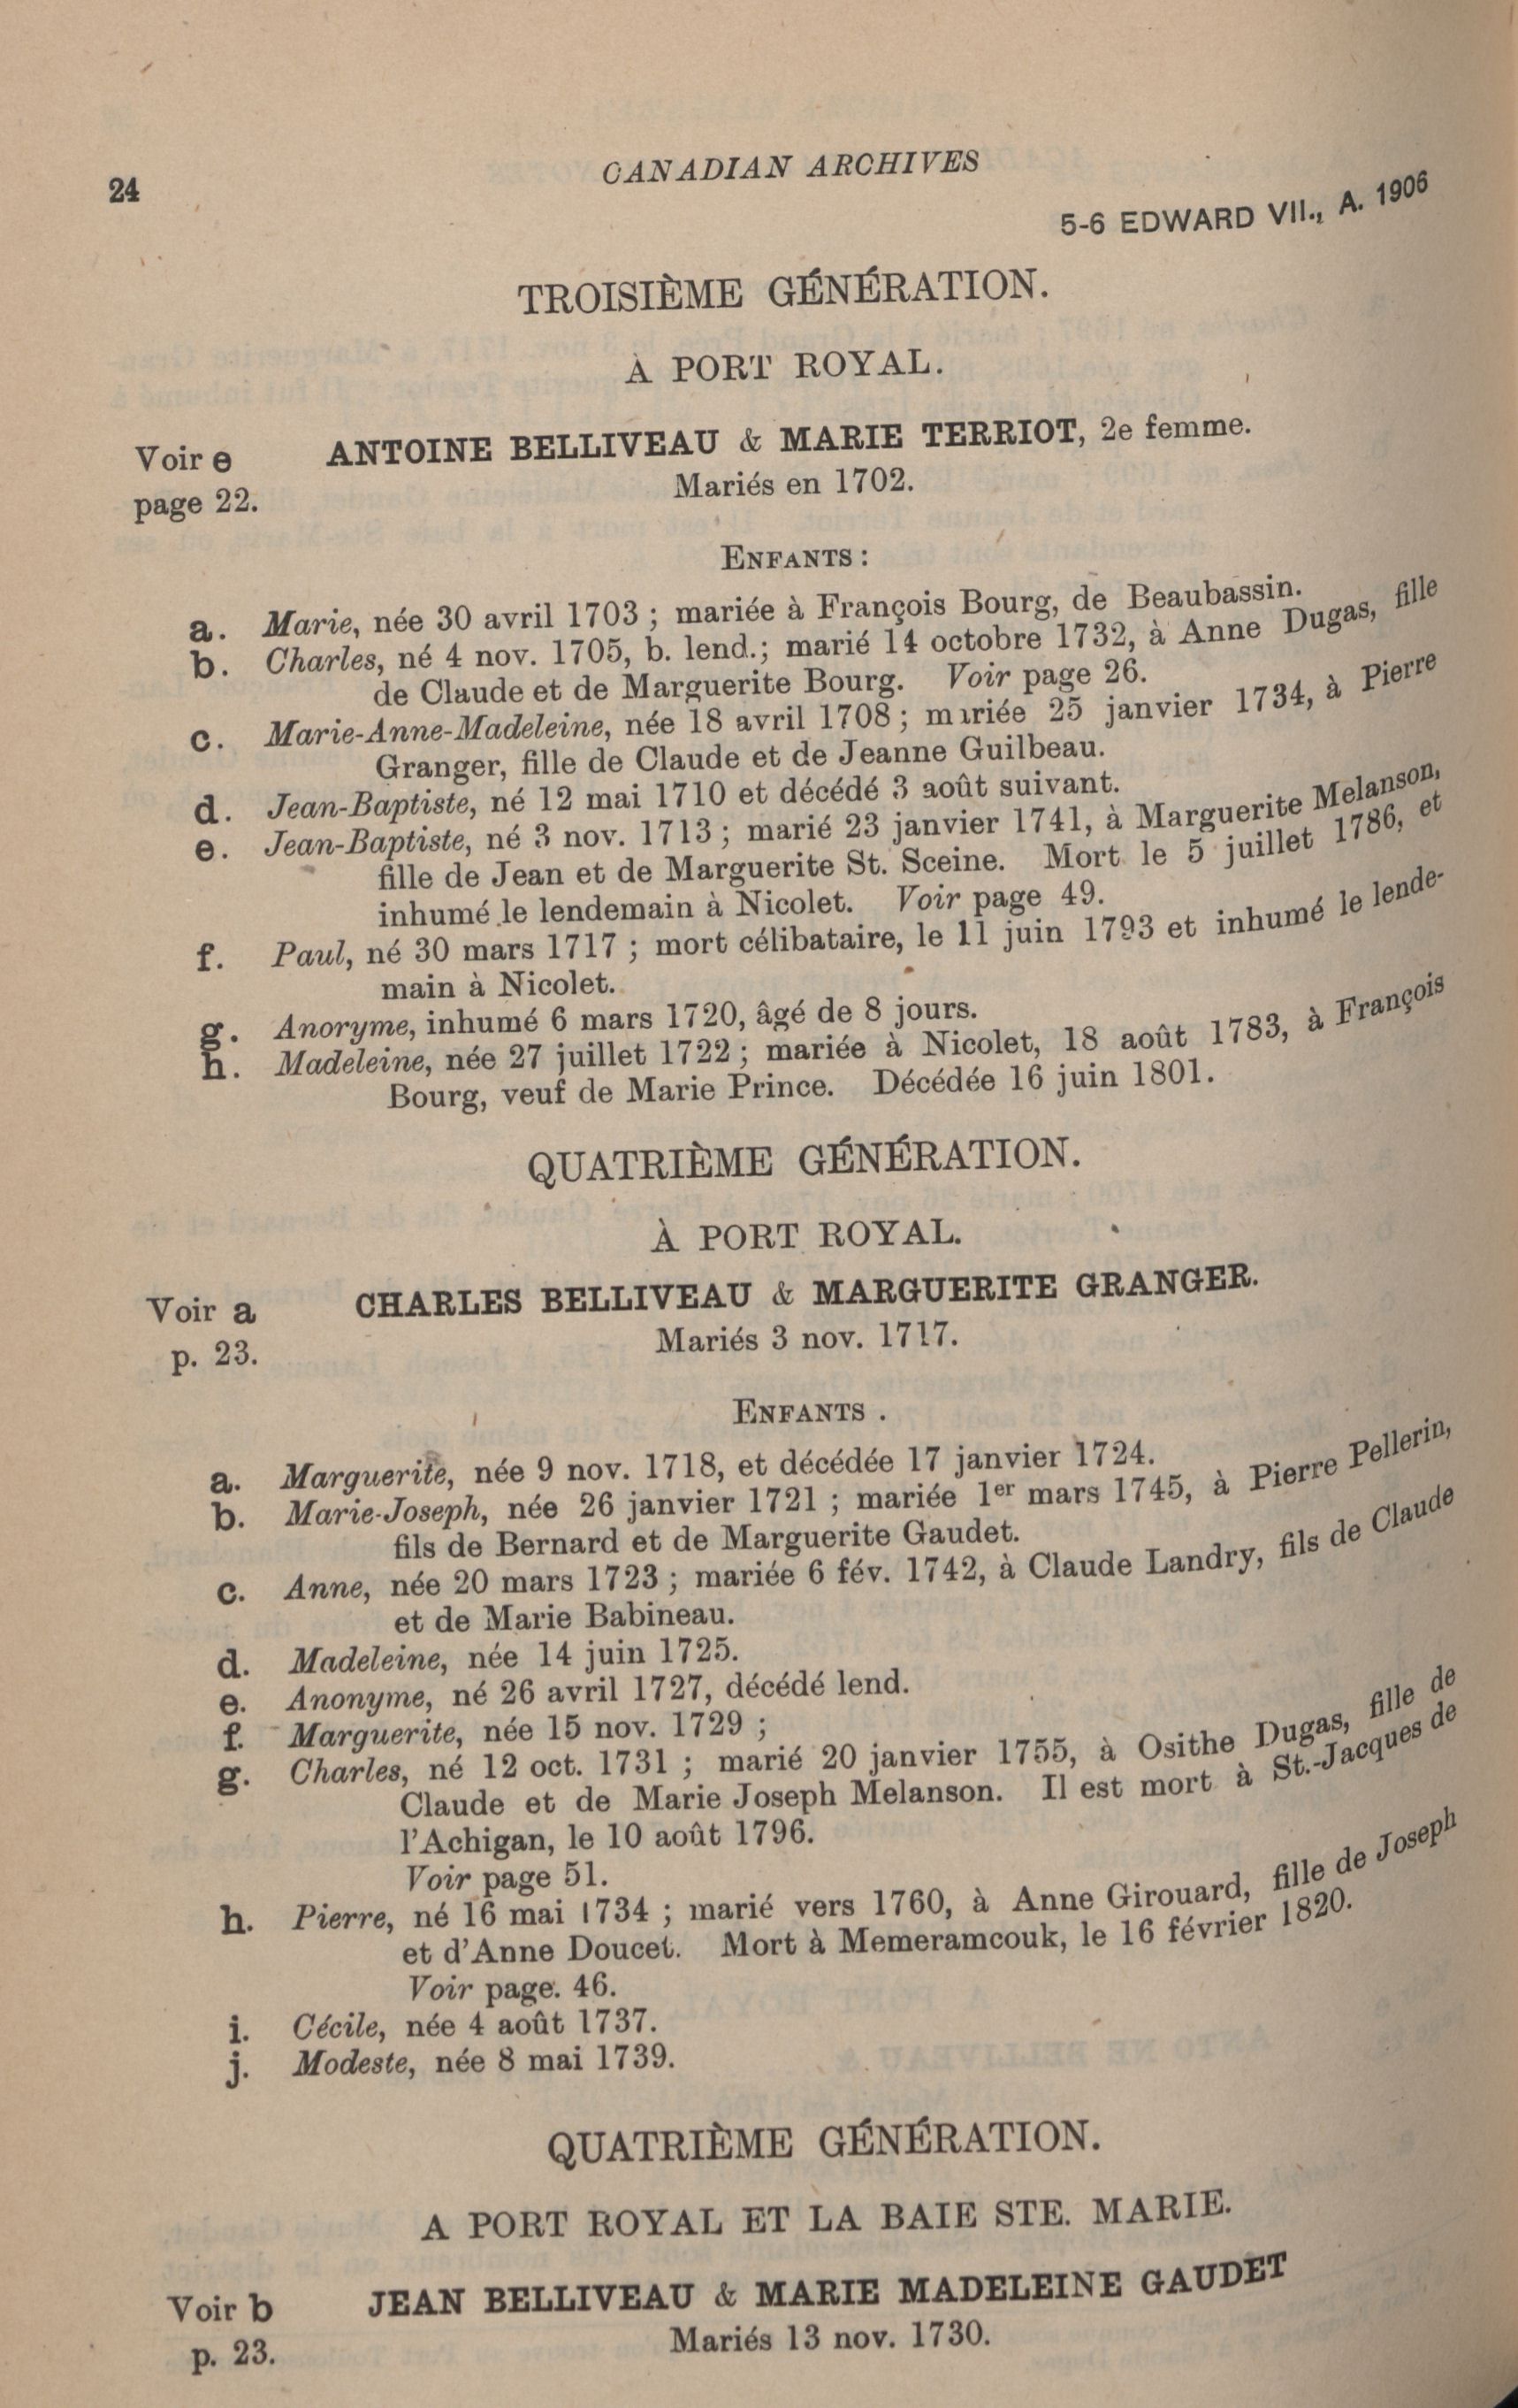 24
CANADIAN ARCHIVES
5-6 EDWARD VII., A. 1906
TROISIÈME GÉNÉRATION.
À PORT ROYAL.
Voir e
page 22.
ANTOINE BELLIVEAU & MARIE TERRIOT, 2e femme.
Mariés en 1702.
ENFANTS :
a. Marie, née 30 avril 1703 ; mariée à François Bourg, de Beaubassin.
b. Charles, né 4 nov. 1705, b. lend.; marié 14 octobre 1732, à Anne Dugas, fille
de Claude et de Marguerite Bourg. Voir page 26.
c. Marie-Anne-Madeleine, née 18 avril 1708 ; mariée 25 janvier 1734, à Pierre
Granger, fille de Claude et de Jeanne Guilbeau.
d. Jean-Baptiste, né 12 mai 1710 et décédé 3 août suivant.
e. Jean-Baptiste, né 3 nov. 1713 ; marié 23 janvier 1741, à Marguerite Melanson,
fille de Jean et de Marguerite St. Sceine. Mort le 5 juillet 1786, et
inhumé le lendemain à Nicolet. Voir page 49.
f. Paul, né 30 mars 1717 ; mort célibataire, le 11 juin 1793 et inhumé le lende-
main à Nicolet.
g. Anoryme, inhumé 6 mars 1720, âgé de 8 jours.
h. Madeleine, née 27 juillet 1722 ; mariée à Nicolet, 18 août 1783, à François
Bourg, veuf de Marie Prince. Décédée 16 juin 1801.
QUATRIÈME GÉNÉRATION.
À PORT ROYAL.
Voir a
p. 23.
CHARLES BELLIVEAU & MARGUERITE GRANGER.
Mariés 3 nov. 1717.
ENFANTS .
a. Marguerite, née 9 nov. 1718, et décédée 17 janvier 1724.
b. Marie-Joseph, née 26 janvier 1721 ; mariée 1er mars 1745, à Pierre Pellerin,
fils de Bernard et de Marguerite Gaudet.
c. Anne, née 20 mars 1723 ; mariée 6 fév. 1742, à Claude Landry, fils de Claude
et de Marie Babineau.
d. Madeleine, née 14 juin 1725.
e. Anonyme, né 26 avril 1727, décédé lend.
f. Marguerite, née 15 nov. 1729 ;
g. Charles, né 12 oct. 1731 ; marié 20 janvier 1755, à Osithe Dugas, fille de
Claude et de Marie Joseph Melanson. Il est mort à St.-Jacques de
l'Achigan, le 10 août 1796.
Voir page 51.
h. Pierre, né 16 mai 1734 ; marié vers 1760, à Anne Girouard, fille de Joseph
et d'Anne Doucet. Mort à Memeramcouk, le 16 février 1820.
Voir page. 46.
i. Cécile, née 4 août 1737.
j. Modeste, née 8 mai 1739.
QUATRIÈME GÉNÉRATION.
A PORT ROYAL ET LA BAIE STE. MARIE.
Voir b
p. 23.
JEAN BELLIVEAU & MARIE MADELEINE GAUDET
Mariés 13 nov. 1730.